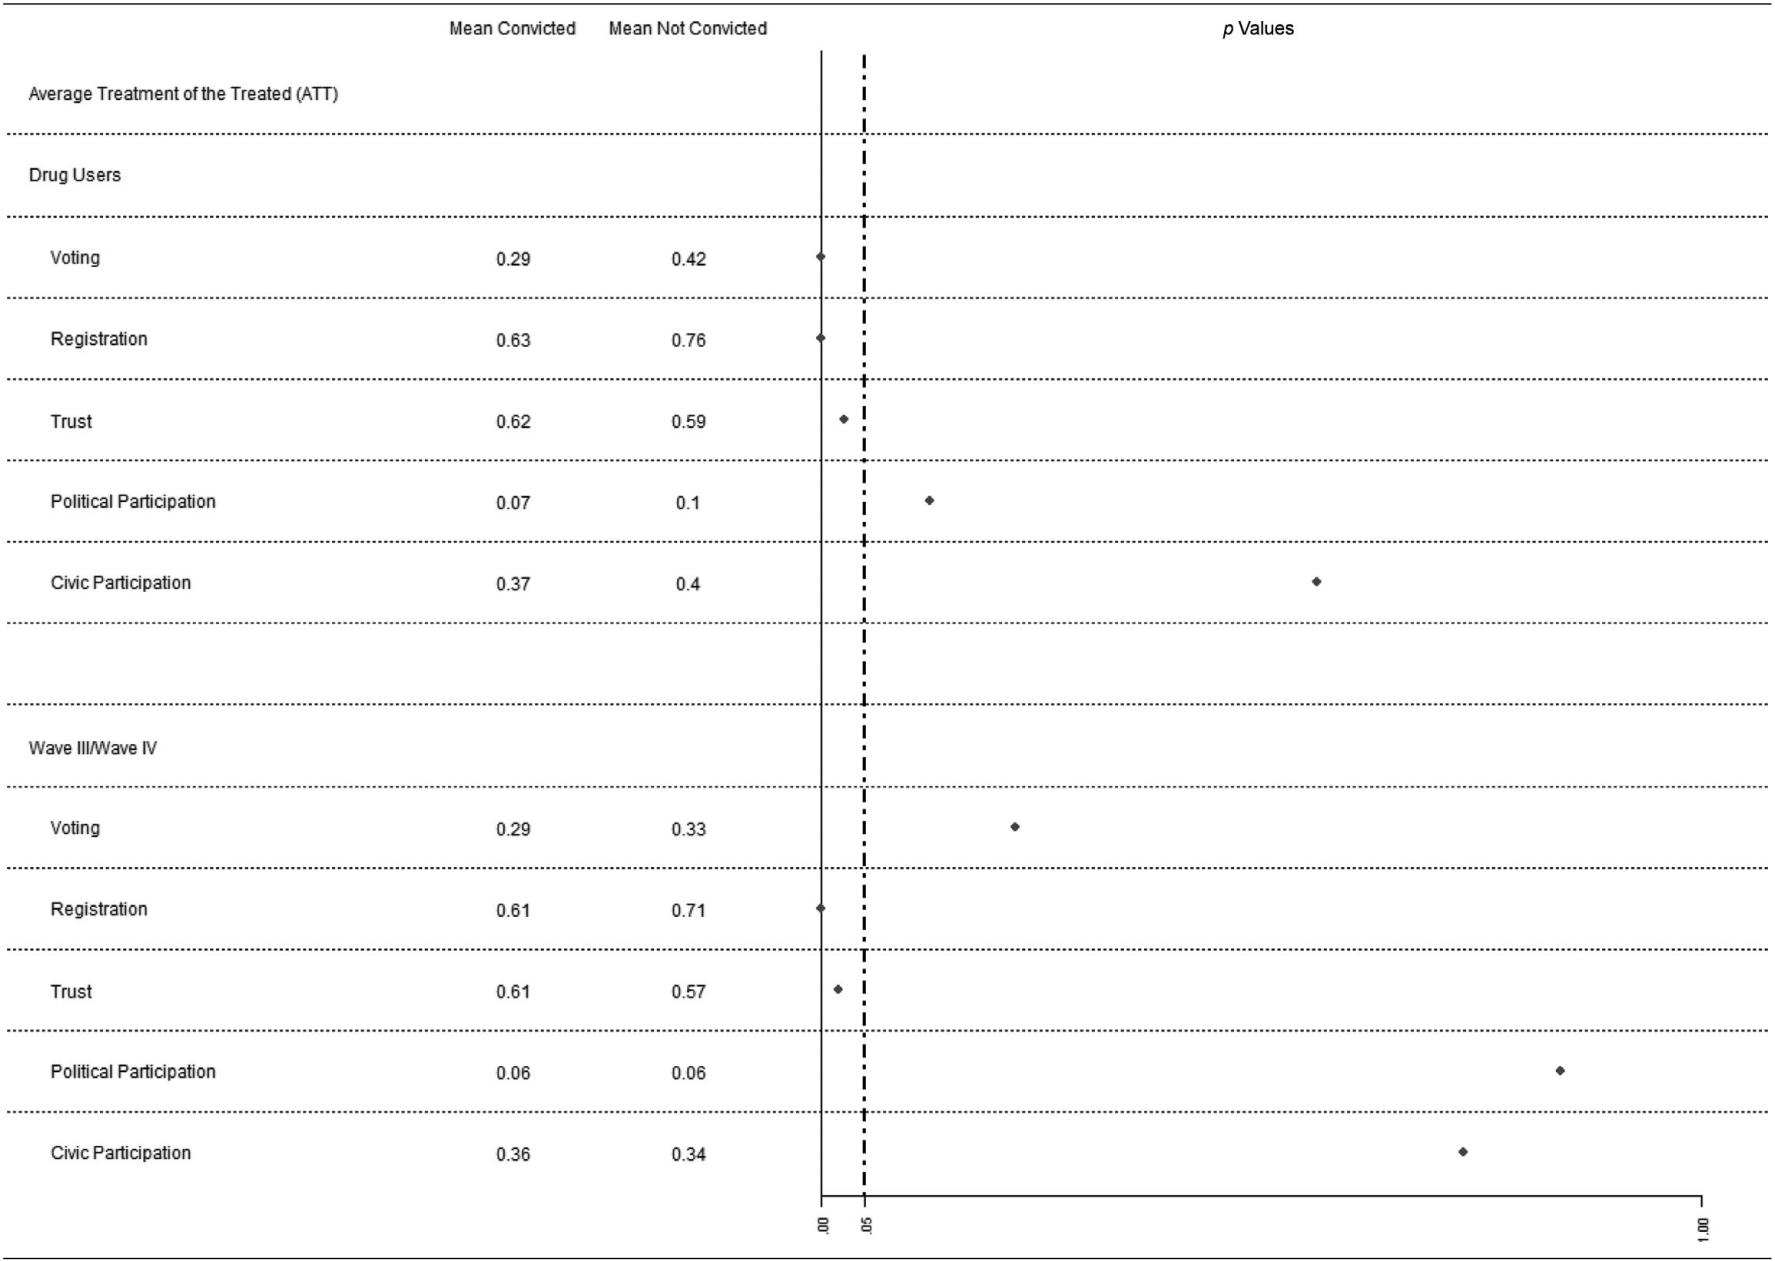 Mean Convicted Mean Not Convicted p Values
Average Treatment of the Treated (ATT)
Drug Users
Voting 0.29 0.42
Registration 0.63 0.76
Trust 0.62 0.59
Political Participation 0.07 0.1
Civic Participation 0.37 0.4
Wave III/Wave IV
Voting 0.29 0.33
Registration 0.61 0.71
Trust 0.61 0.57
Political Participation 0.06 0.06
Civic Participation 0.36 0.34
.00 .05 1.00